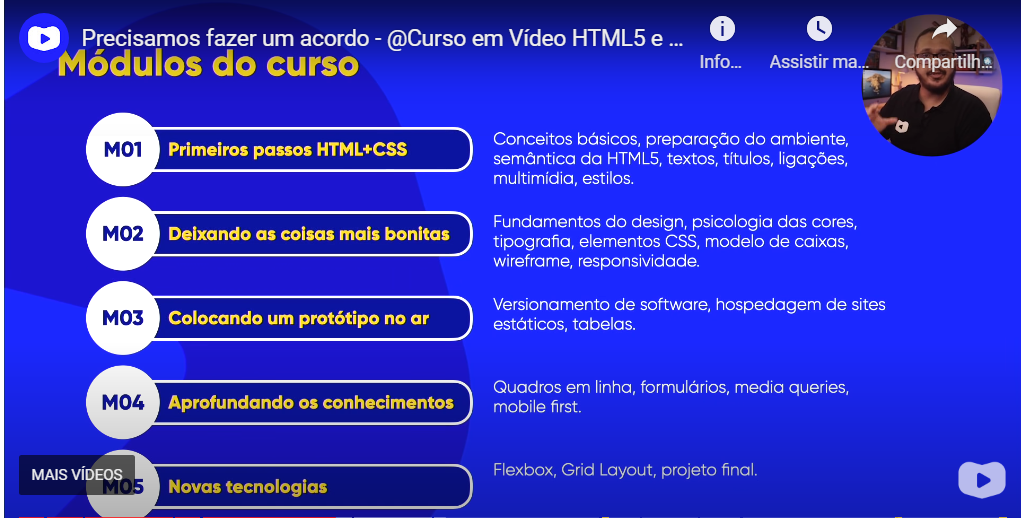 Precisamos fazer um acordo - @Curso em Vídeo HTML5 e ...
Info...
Assistir ma...
Compartilh...
Módulos do curso
M01
Primeiros passos HTML+CSS
Conceitos básicos, preparação do ambiente,
semântica da HTML5, textos, títulos, ligações,
multimídia, estilos.
M02
Deixando as coisas mais bonitas
Fundamentos do design, psicologia das cores,
tipografia, elementos CSS, modelo de caixas,
wireframe, responsividade.
M03
Colocando um protótipo no ar
Versionamento de software, hospedagem de sites
estáticos, tabelas.
M04
Aprofundando os conhecimentos
Quadros em linha, formulários, media queries,
mobile first.
MAIS VÍDEOS
M05
Novas tecnologias
Flexbox, Grid Layout, projeto final.